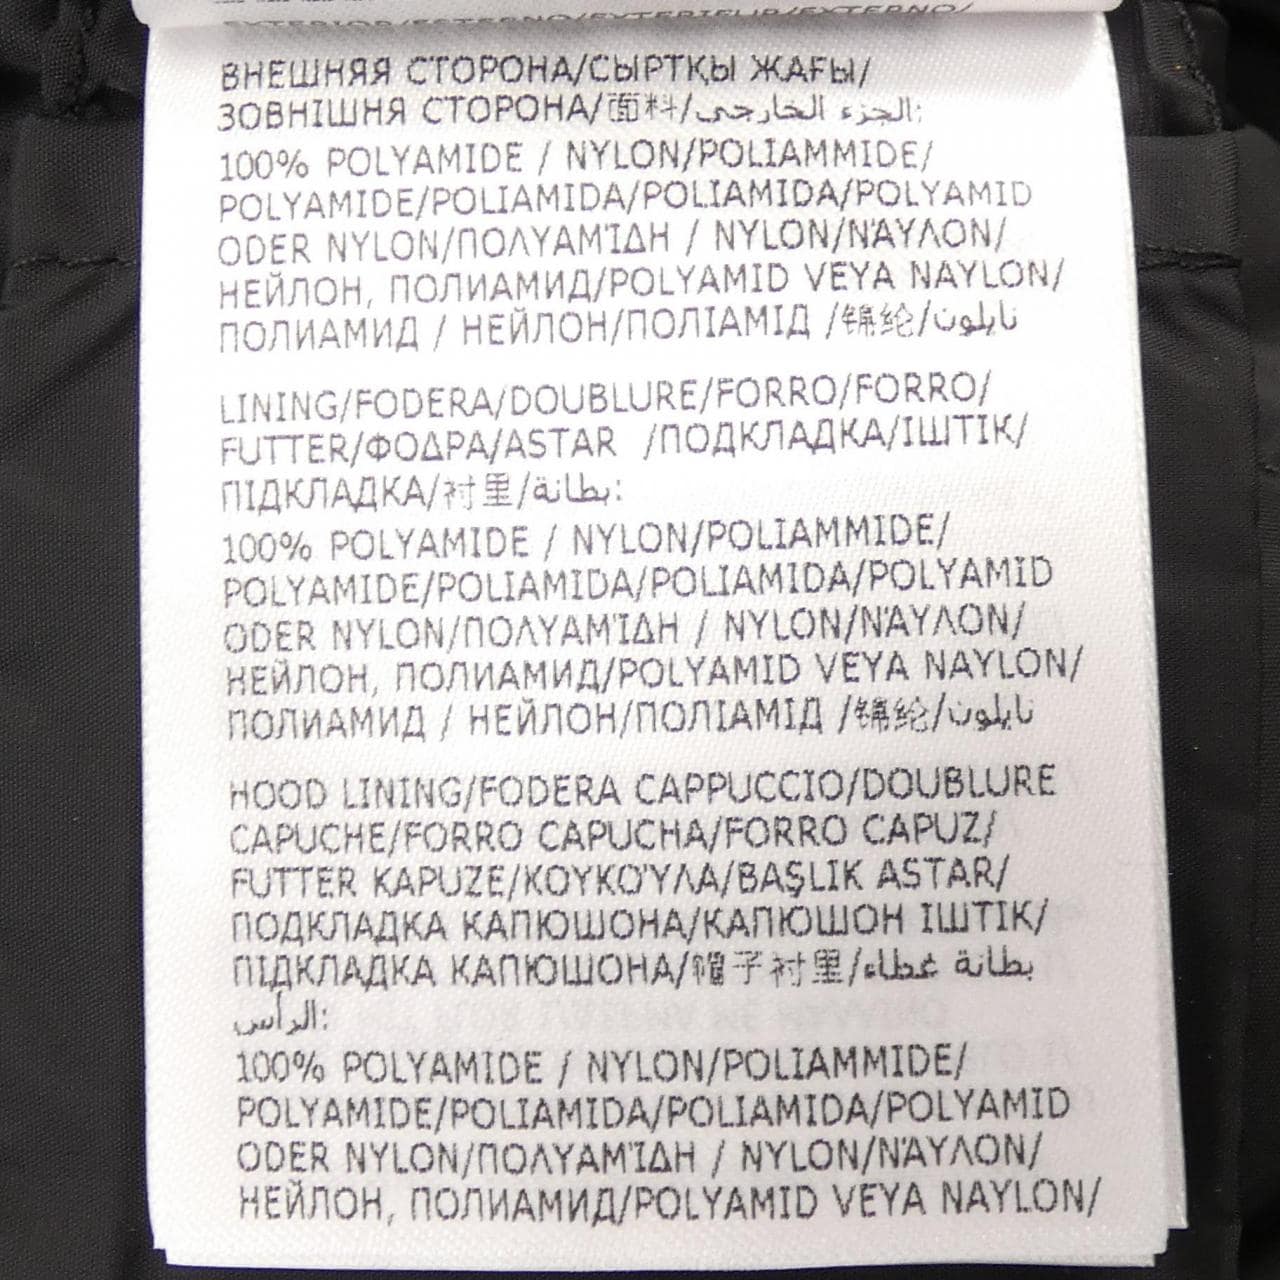 EXTERIOR/ESTERNO/EXTERIEUR/EXTERNO/
ВНЕШНЯЯ СТОРОНА/СЫРТҚЫ ЖАҒЫ/
ЗОВНІШНЯ СТОРОНА/面料/الجزء الخارجي:
100% POLYAMIDE / NYLON/POLIAMMIDE/
POLYAMIDE/POLIAMIDA/POLIAMIDA/POLYAMID
ODER NYLON/ΠΟΛΥΑΜΊΔΗ / NYLON/ΝΆΥΛΟΝ/
НЕЙЛОН, ПОЛИАМИД/POLYAMID VEYA NAYLON/
ПОЛИАМИД / НЕЙЛОН/ПОЛІАМІД /锦纶/نايلون
LINING/FODERA/DOUBLURE/FORRO/FORRO/
FUTTER/ΦΟΔΡΑ/ASTAR /ПОДКЛАДКА/ІШТІК/
ПІДКЛАДКА/衬里/بطانة:
100% POLYAMIDE / NYLON/POLIAMMIDE/
POLYAMIDE/POLIAMIDA/POLIAMIDA/POLYAMID
ODER NYLON/ΠΟΛΥΑΜΊΔΗ / NYLON/ΝΆΥΛΟΝ/
НЕЙЛОН, ПОЛИАМИД/POLYAMID VEYA NAYLON/
ПОЛИАМИД / НЕЙЛОН/ПОЛІАМІД /锦纶/نايلون
HOOD LINING/FODERA CAPPUCCIO/DOUBLURE
CAPUCHE/FORRO CAPUCHA/FORRO CAPUZ/
FUTTER KAPUZE/ΚΟΥΚΟΎΛΑ/BAŞLIK ASTAR/
ПОДКЛАДКА КАПЮШОНА/КАПЮШОН ІШТІК/
ПІДКЛАДКА КАПЮШОНА/帽子衬里/بطانة غطاء
الرأس:
100% POLYAMIDE / NYLON/POLIAMMIDE/
POLYAMIDE/POLIAMIDA/POLIAMIDA/POLYAMID
ODER NYLON/ΠΟΛΥΑΜΊΔΗ / NYLON/ΝΆΥΛΟΝ/
НЕЙЛОН, ПОЛИАМИД/POLYAMID VEYA NAYLON/